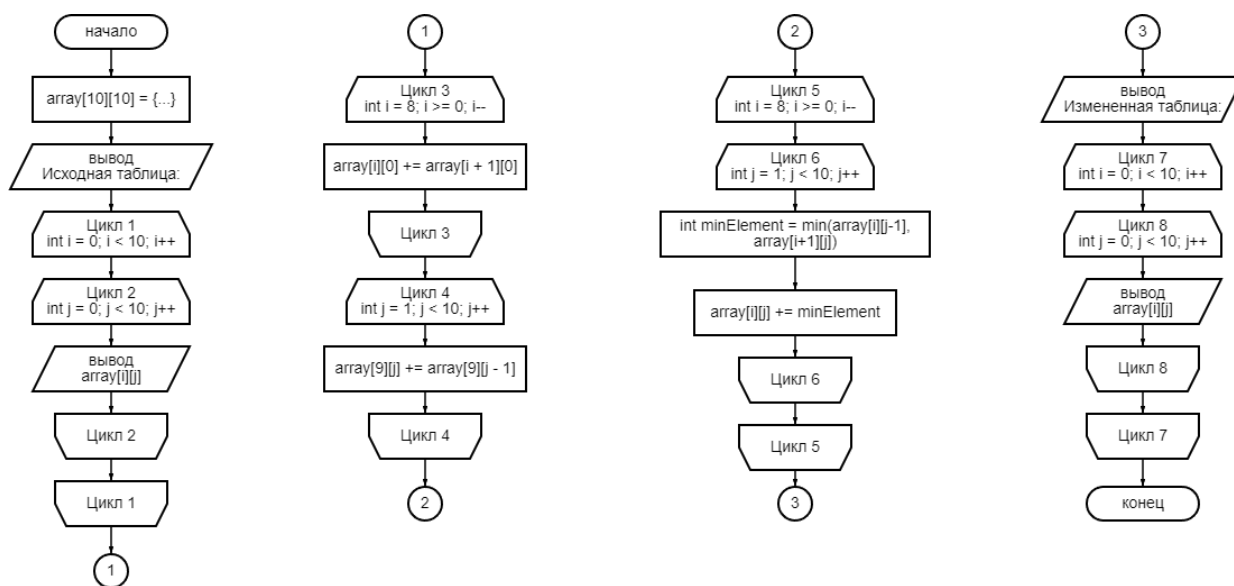 начало
array[10][10] = {...}
вывод
Исходная таблица:
Цикл 1
int i = 0; i < 10; i++
Цикл 2
int j = 0; j < 10; j++
вывод
array[i][j]
Цикл 2
Цикл 1
1
1
Цикл 3
int i = 8; i >= 0; i--
array[i][0] += array[i + 1][0]
Цикл 3
Цикл 4
int j = 1; j < 10; j++
array[9][j] += array[9][j - 1]
Цикл 4
2
2
Цикл 5
int i = 8; i >= 0; i--
Цикл 6
int j = 1; j < 10; j++
int minElement = min(array[i][j-1],
array[i+1][j])
array[i][j] += minElement
Цикл 6
Цикл 5
3
3
вывод
Измененная таблица:
Цикл 7
int i = 0; i < 10; i++
Цикл 8
int j = 0; j < 10; j++
вывод
array[i][j]
Цикл 8
Цикл 7
конец